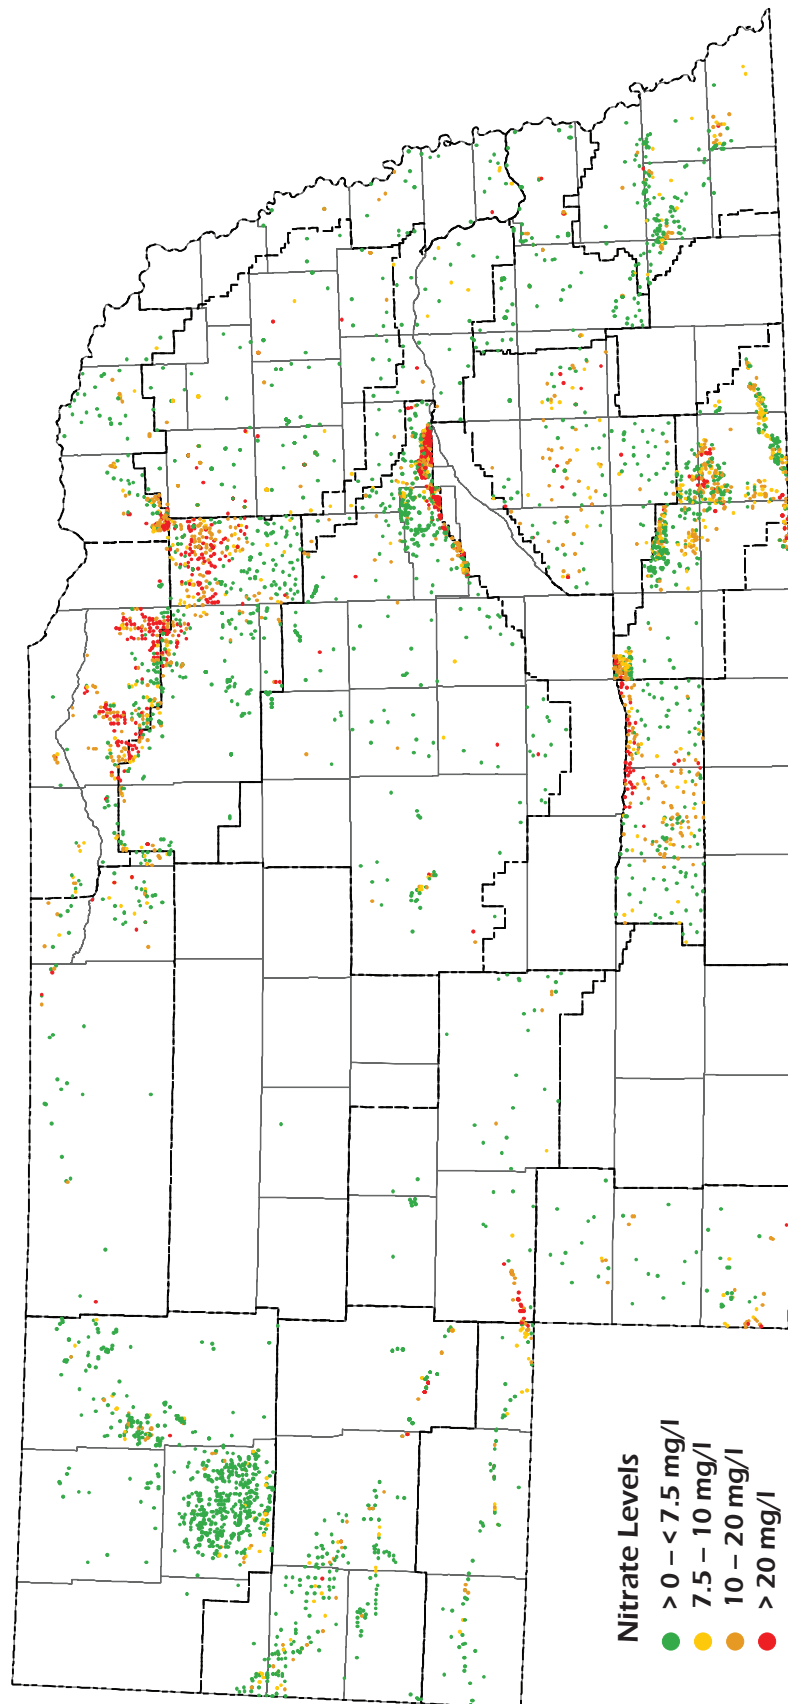 Nitrate Levels
> 0 – < 7.5 mg/l
7.5 – 10 mg/l
10 – 20 mg/l
> 20 mg/l